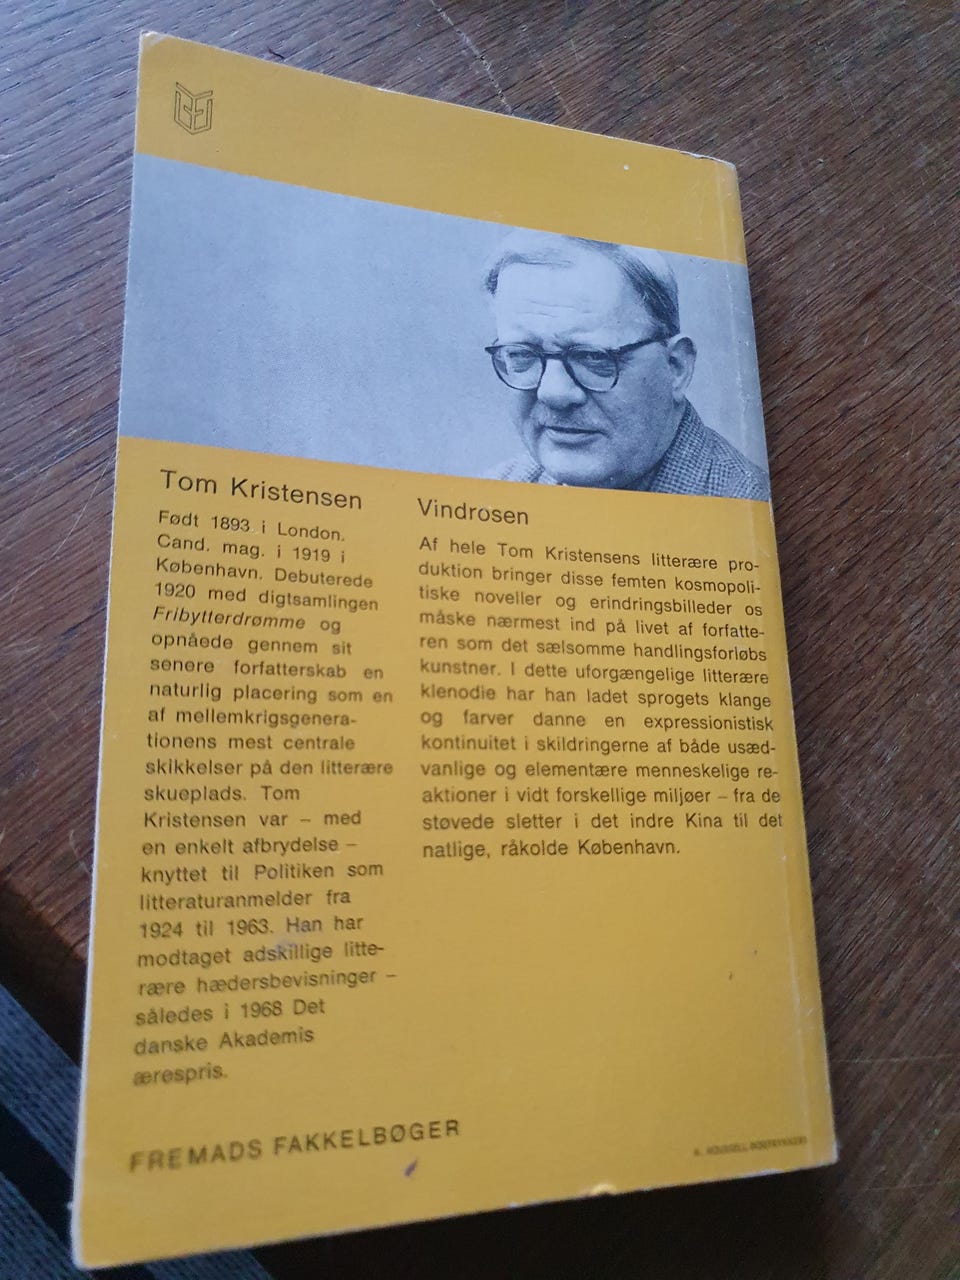 Tom Kristensen
Født 1893 i London.
Cand. mag. i 1919 i
København. Debuterede
1920 med digtsamlingen
Fribytterdrømme og
opnåede gennem sit
senere forfatterskab en
naturlig placering som en
af mellemkrigsgenera-
tionens mest centrale
skikkelser på den litterære
skueplads. Tom
Kristensen var – med
en enkelt afbrydelse –
knyttet til Politiken som
litteraturanmelder fra
1924 til 1963. Han har
modtaget adskillige litte-
rære hædersbevisninger –
således i 1968 Det
danske Akademis
ærespris.
Vindrosen
Af hele Tom Kristensens litterære pro-
duktion bringer disse femten kosmopoli-
tiske noveller og erindringsbilleder os
måske nærmest ind på livet af forfatte-
ren som det sælsomme handlingsforløbs
kunstner. I dette uforgængelige litterære
klenodie har han ladet sprogets klange
og farver danne en expressionistisk
kontinuitet i skildringerne af både usæd-
vanlige og elementære menneskelige re-
aktioner i vidt forskellige miljøer – fra de
støvede sletter i det indre Kina til det
natlige, råkolde København.
FREMADS FAKKELBØGER